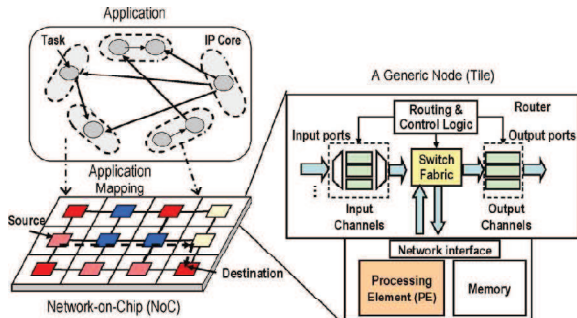 Application
Task
IP Core
Application
Mapping
Source
Destination
Network-on-Chip (NoC)
A Generic Node (Tile)
Routing &
Control Logic
Router
Input ports
Output ports
Switch
Fabric
Input
Channels
Output
Channels
Network interface
Processing
Element (PE)
Memory